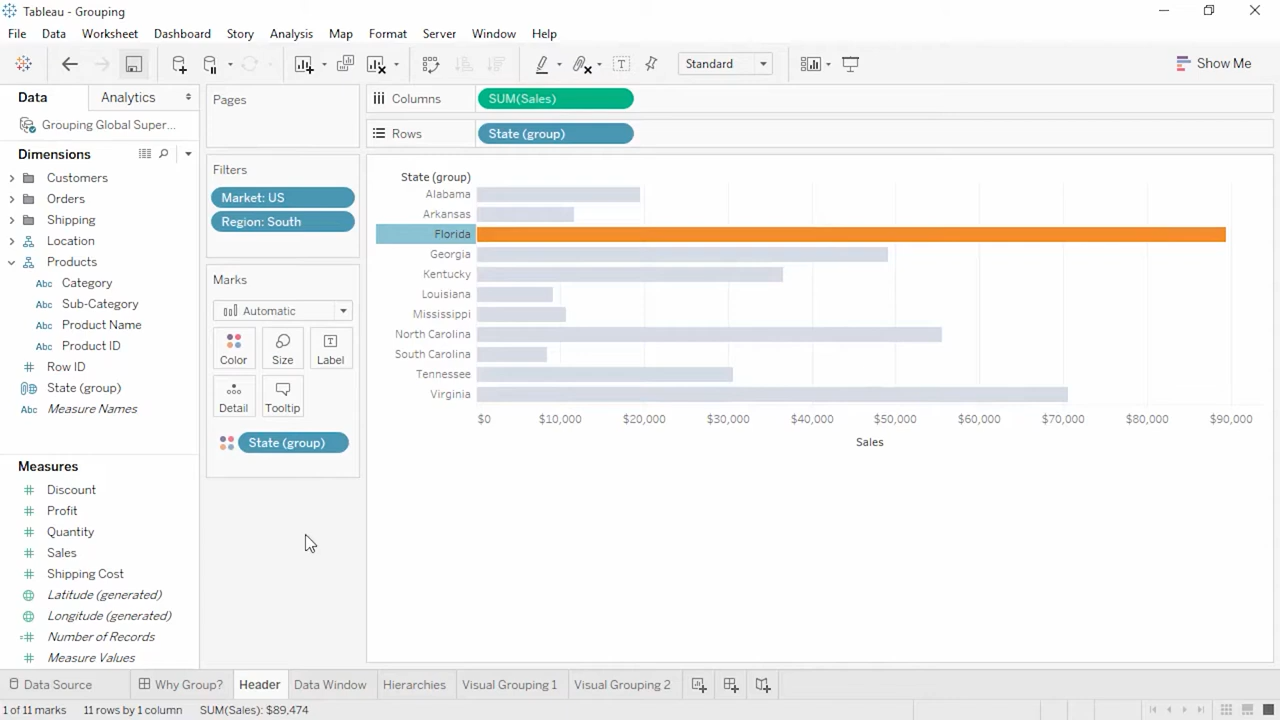 Tableau - Grouping
File Data Worksheet Dashboard Story Analysis Map Format Server Window Help
Standard
Show Me
Data Analytics
Grouping Global Super...
Dimensions
Customers
Orders
Shipping
Location
Products
Abc Category
Abc Sub-Category
Abc Product Name
Abc Product ID
Row ID
State (group)
Abc Measure Names
Measures
Discount
Profit
Quantity
Sales
Shipping Cost
Latitude (generated)
Longitude (generated)
Number of Records
Measure Values
Pages
Filters
Market: US
Region: South
Marks
Automatic
Color Size Label
Detail Tooltip
State (group)
Columns SUM(Sales)
Rows State (group)
State (group)
Alabama
Arkansas
Florida
Georgia
Kentucky
Louisiana
Mississippi
North Carolina
South Carolina
Tennessee
Virginia
$0 $10,000 $20,000 $30,000 $40,000 $50,000 $60,000 $70,000 $80,000 $90,000
Sales
Data Source Why Group? Header Data Window Hierarchies Visual Grouping 1 Visual Grouping 2
1 of 11 marks 11 rows by 1 column SUM(Sales): $89,474